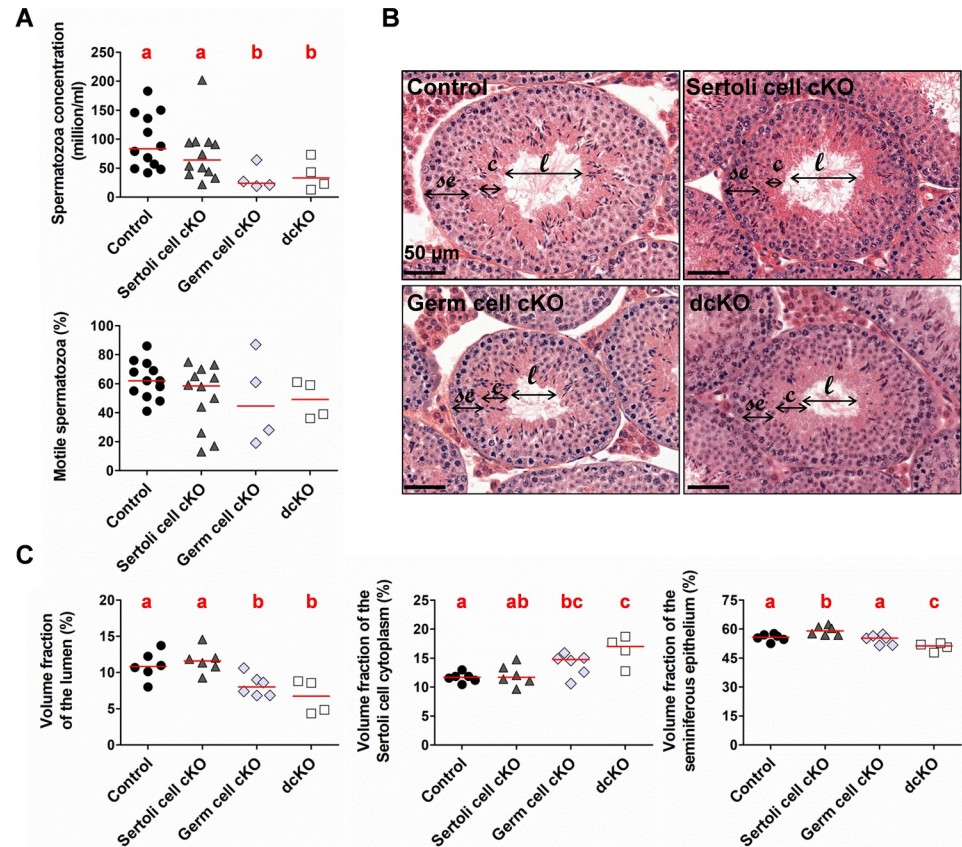 A
Spermatozoa concentration
(million/ml)
250
200
150
100
50
0
a a b b
Control
Sertoli cell cKO
Germ cell cKO
dcKO
Motile spermatozoa (%)
100
80
60
40
20
0
Control
Sertoli cell cKO
Germ cell cKO
dcKO
B
Control
se c l
50 µm
Sertoli cell cKO
se c l
Germ cell cKO
se c l
dcKO
se c l
C
Volume fraction
of the lumen (%)
20
15
10
5
0
a a b b
Control
Sertoli cell cKO
Germ cell cKO
dcKO
Volume fraction of the
Sertoli cell cytoplasm (%)
25
20
15
10
5
0
a ab bc c
Control
Sertoli cell cKO
Germ cell cKO
dcKO
Volume fraction of the
seminiferous epithelium (%)
75
60
45
30
15
0
a b a c
Control
Sertoli cell cKO
Germ cell cKO
dcKO